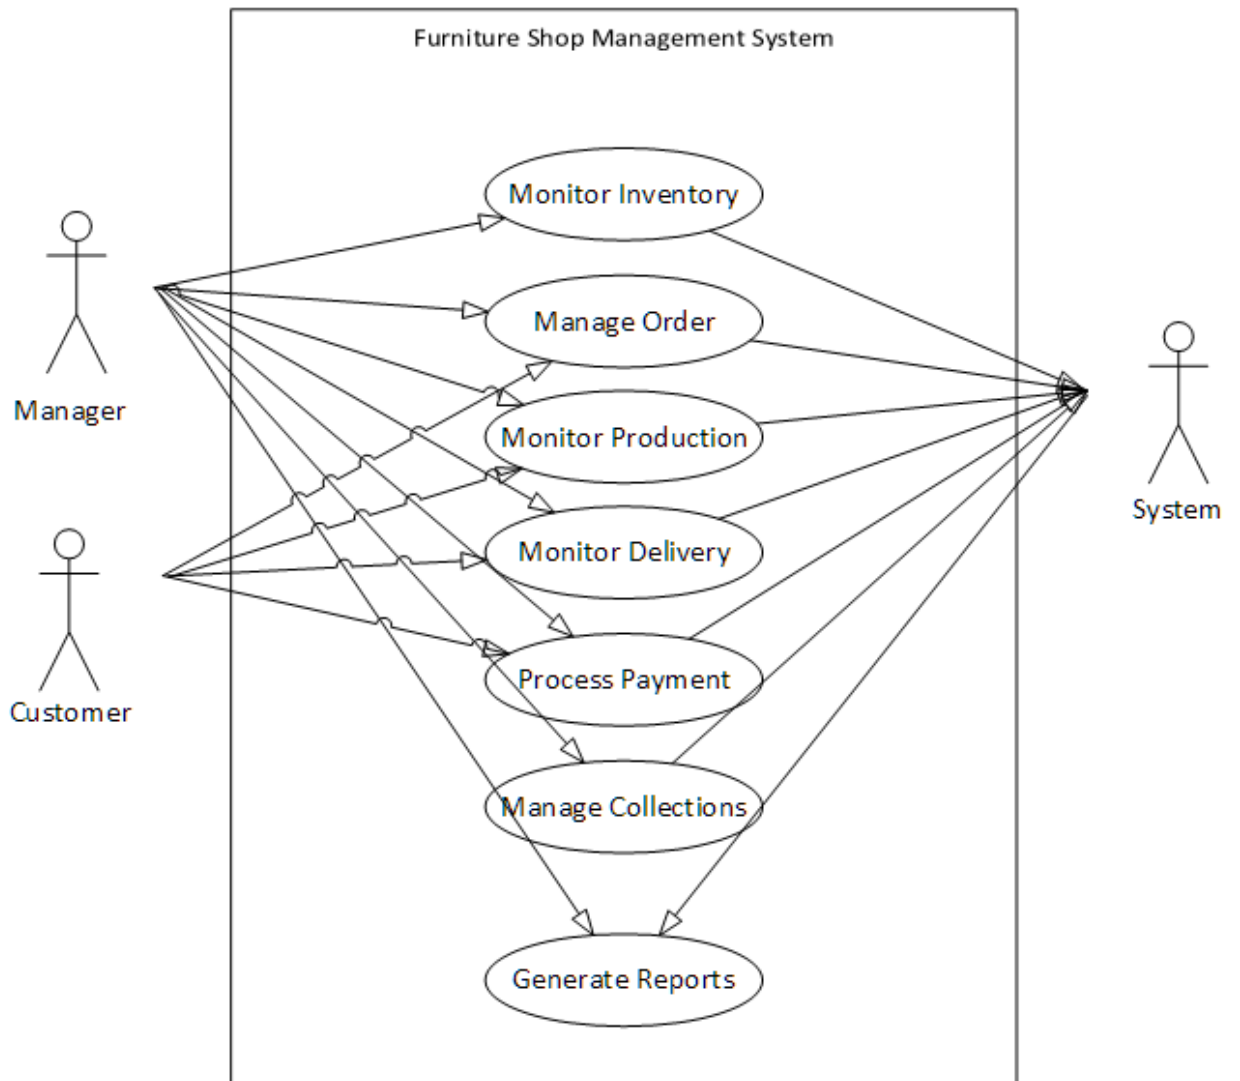 Furniture Shop Management System
Monitor Inventory
Manage Order
Manager
Monitor Production
System
Monitor Delivery
Process Payment
Customer
Manage Collections
Generate Reports